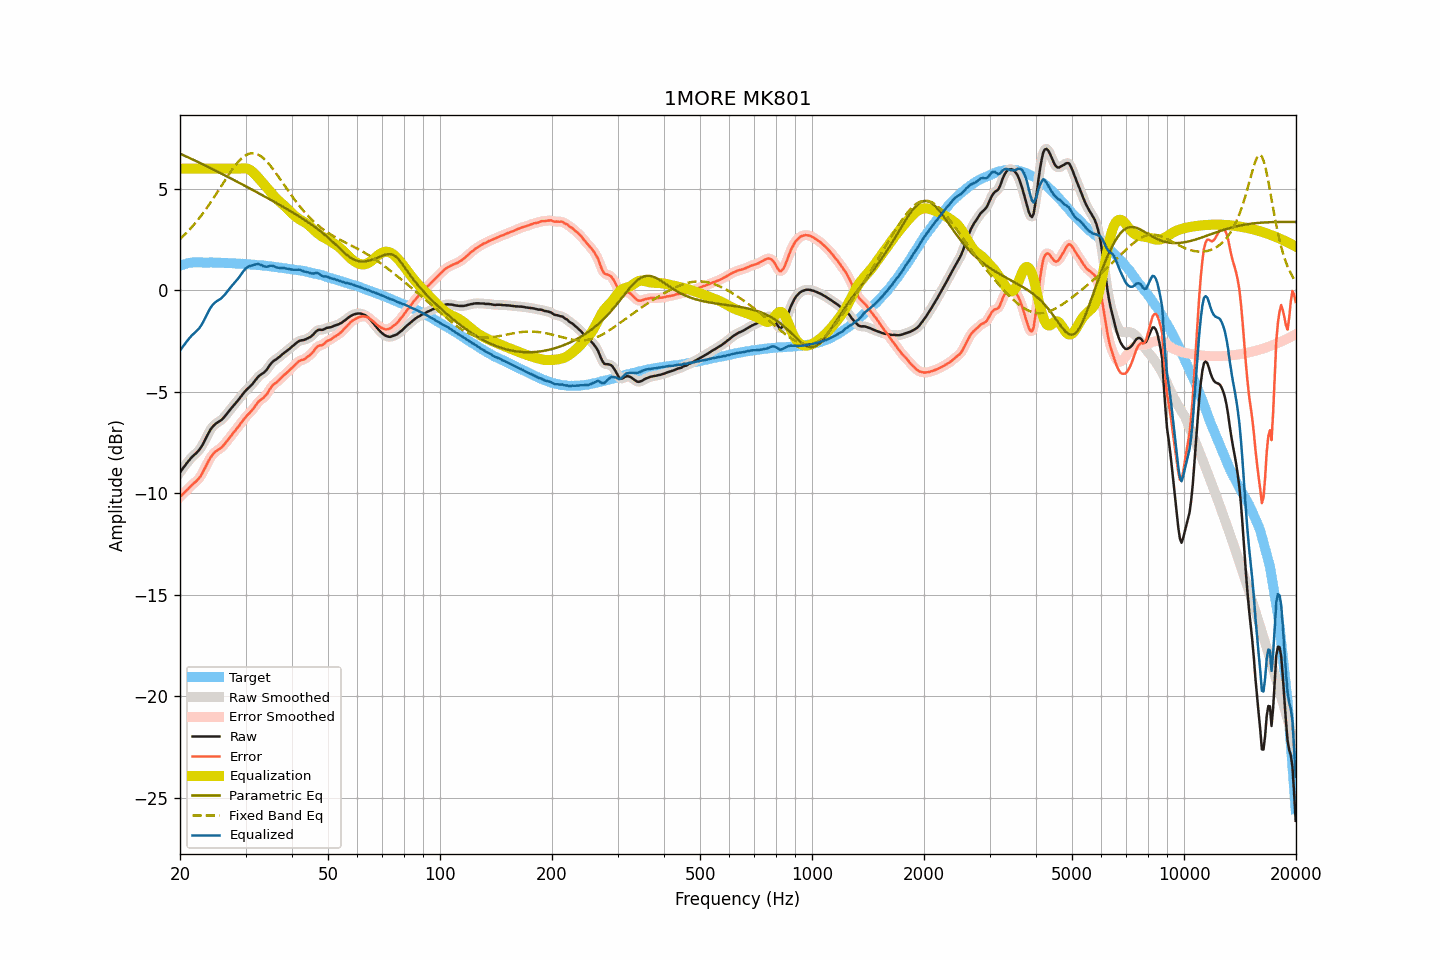 1MORE MK801
Amplitude (dBr)
5
0
−5
−10
−15
−20
−25
Target
Raw Smoothed
Error Smoothed
Raw
Error
Equalization
Parametric Eq
Fixed Band Eq
Equalized
20 50 100 200 500 1000 2000 5000 10000 20000
Frequency (Hz)